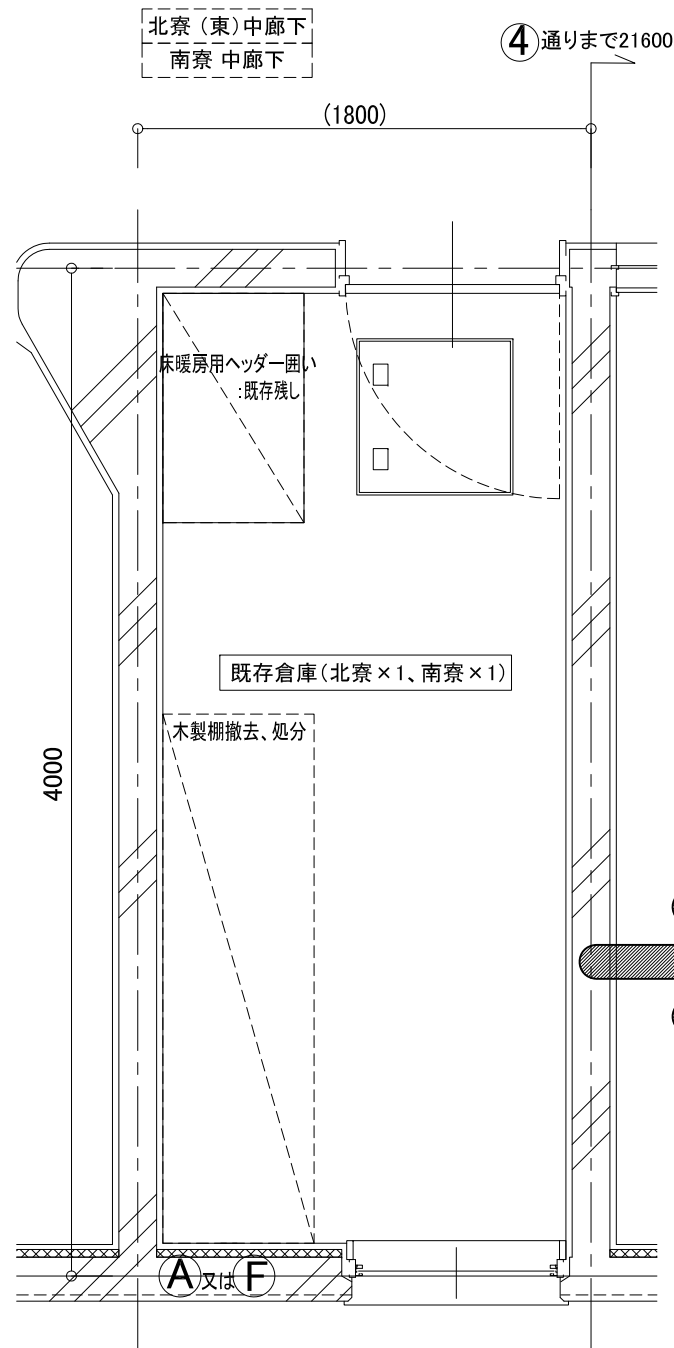 北寮（東）中廊下
南寮 中廊下
④ 通りまで21600
(1800)
床暖房用ヘッダー囲い
:既存残し
既存倉庫（北寮×1、南寮×1）
木製棚撤去、処分
4000
Ⓐ 又は Ⓕ